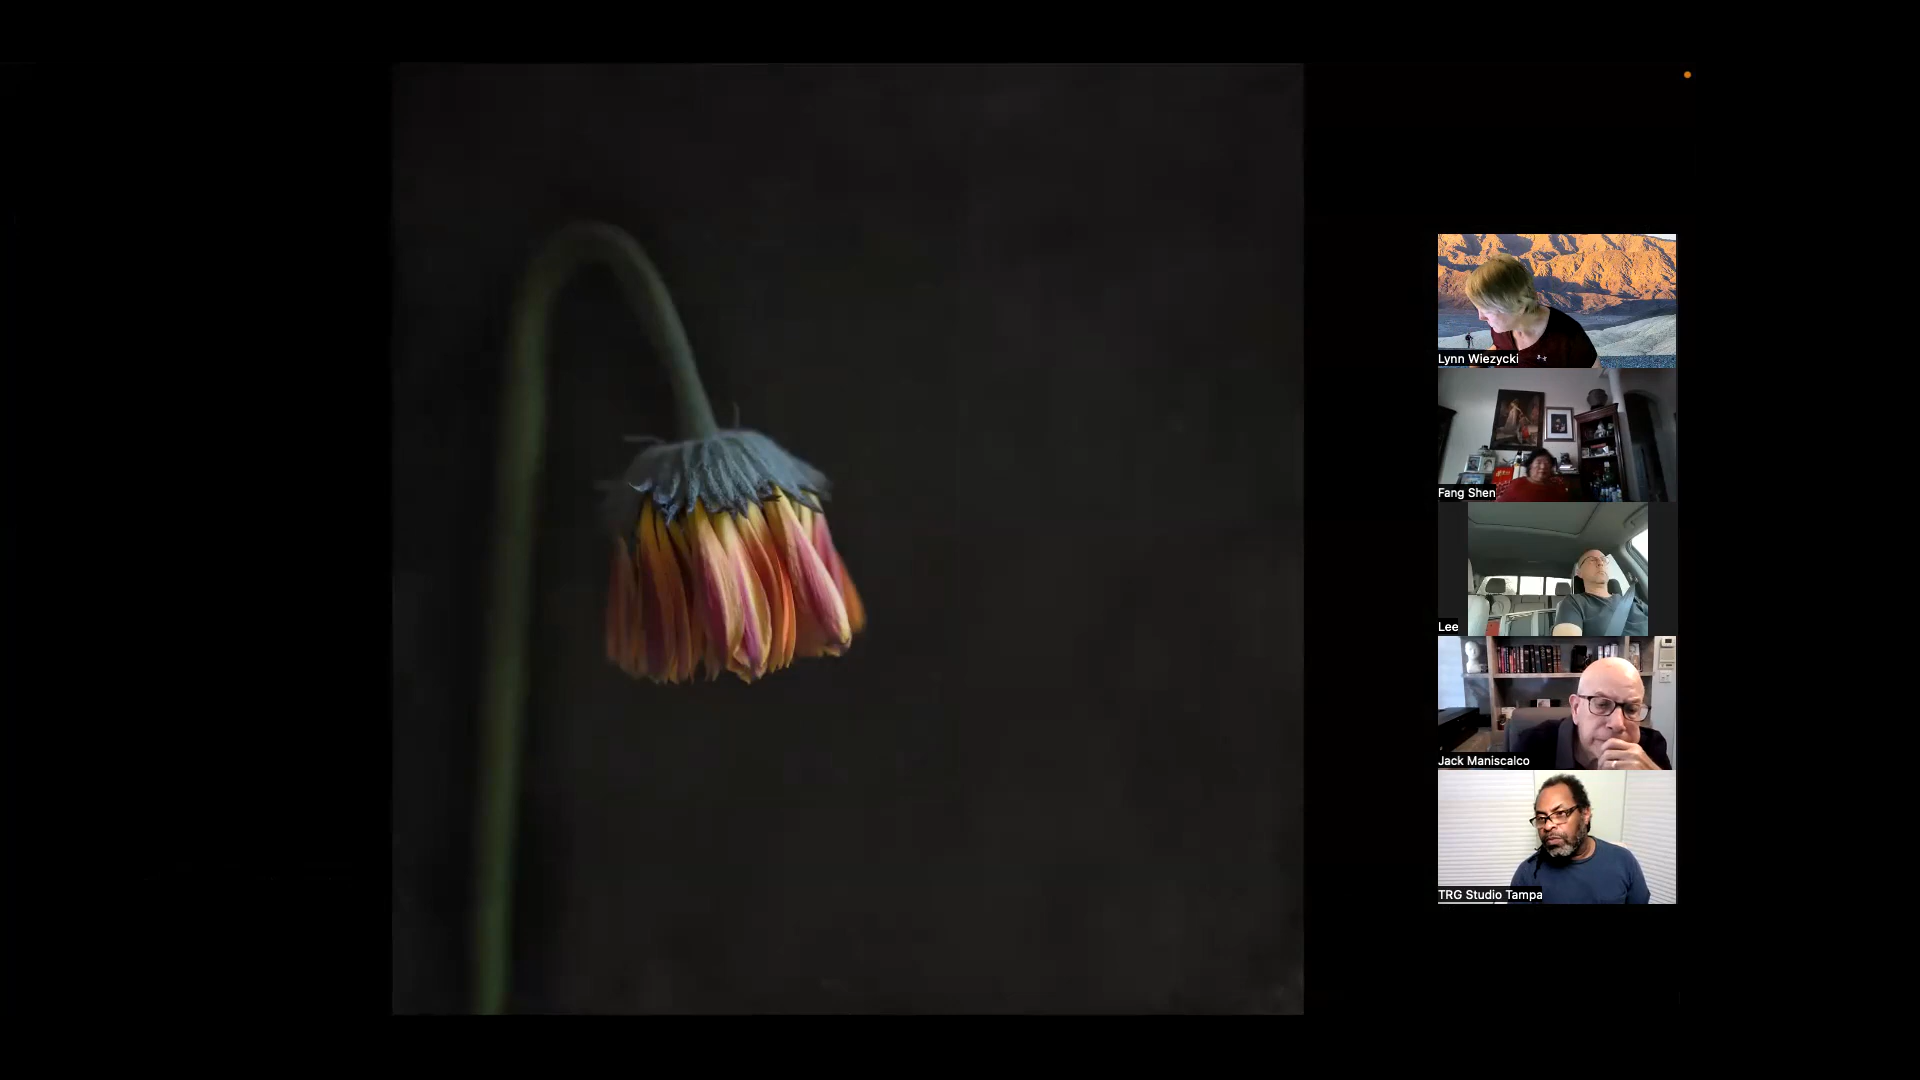 Lynn Wiezycki
Fang Shen
Lee
Jack Maniscalco
TRG Studio Tampa